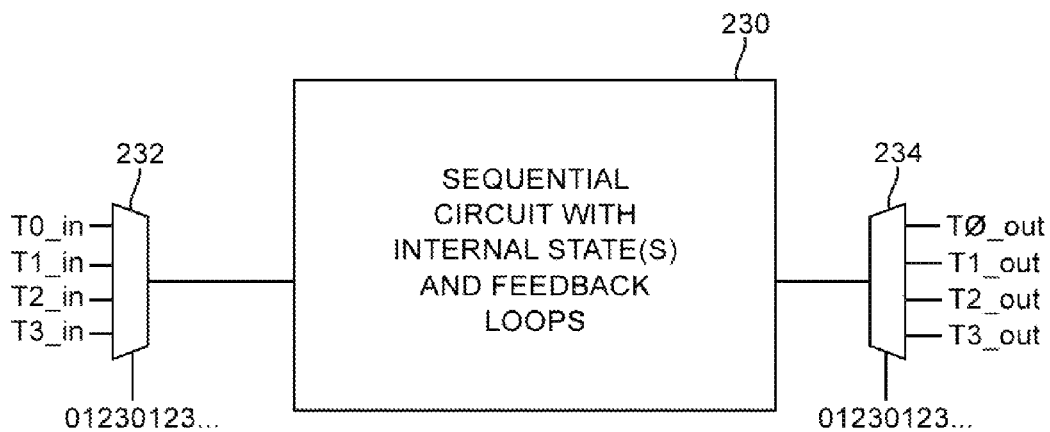 230
232
234
SEQUENTIAL
CIRCUIT WITH
INTERNAL STATE(S)
AND FEEDBACK
LOOPS
T0_in
T1_in
T2_in
T3_in
TØ_out
T1_out
T2_out
T3_out
01230123...
01230123...